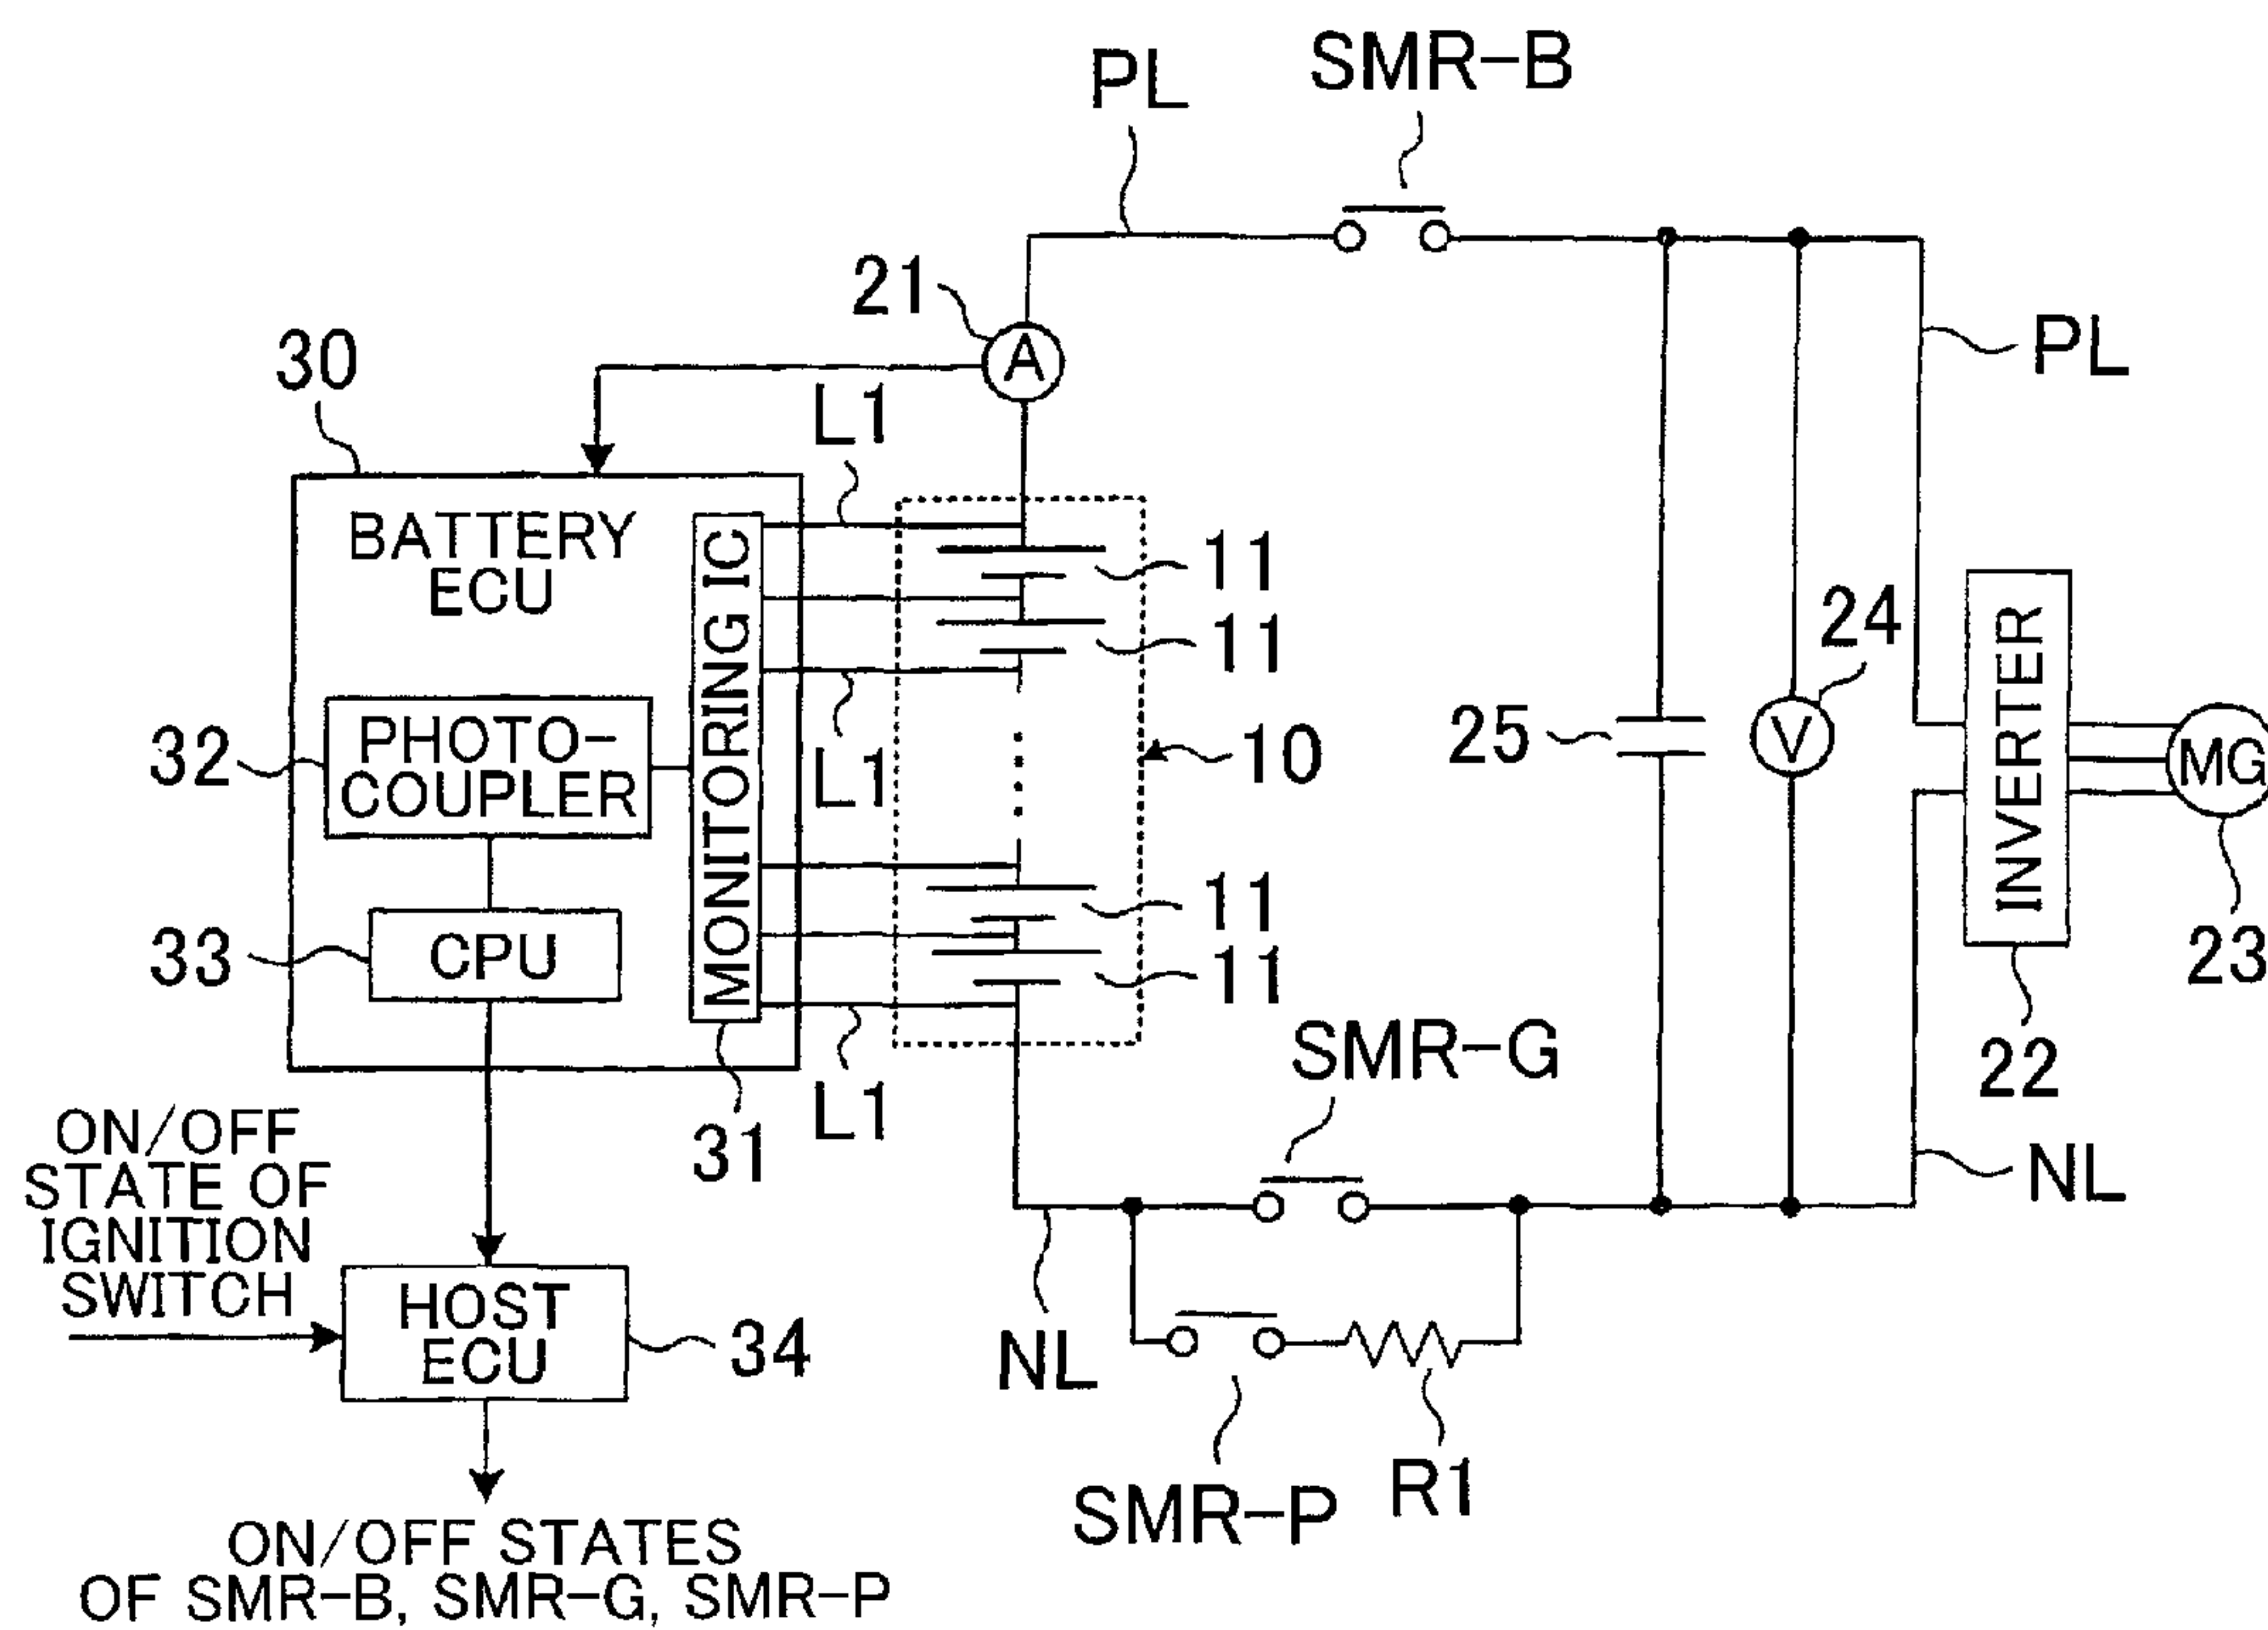 PL
SMR-B
21
A
30
L1
PL
BATTERY
ECU
MONITORING IC
11
11
24
PHOTO-
COUPLER
32
L1
10
25
V
INVERTER
MG
11
33
CPU
11
23
SMR-G
22
L1
31
ON/OFF
STATE OF
IGNITION
SWITCH
NL
HOST
ECU
34
NL
SMR-P
R1
ON/OFF STATES
OF SMR-B, SMR-G, SMR-P